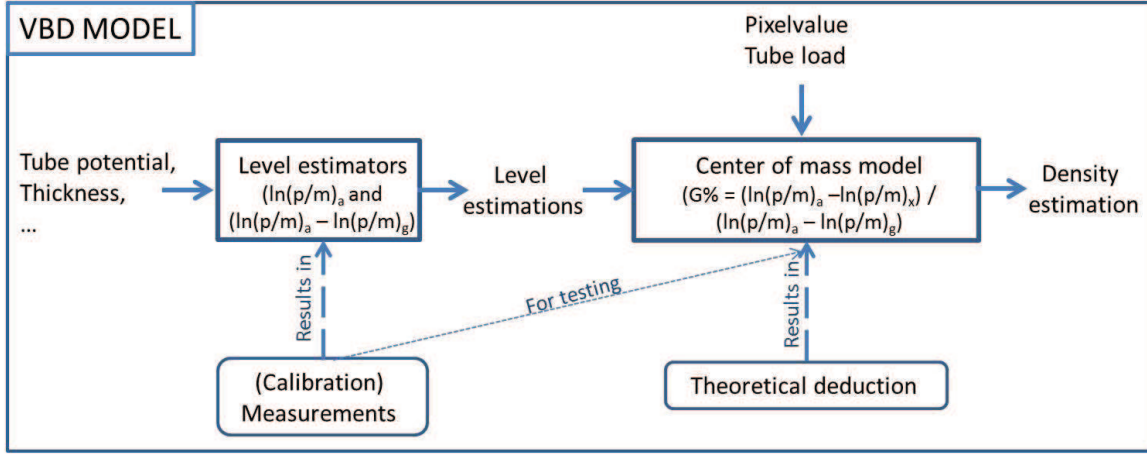 VBD MODEL
Pixelvalue
Tube load
Tube potential,
Thickness,
...
Level estimators
(ln(p/m)a and
(ln(p/m)a – ln(p/m)g)
Level
estimations
Center of mass model
(G% = (ln(p/m)a –ln(p/m)x) /
(ln(p/m)a – ln(p/m)g)
Density
estimation
Results in
For testing
Results in
(Calibration)
Measurements
Theoretical deduction